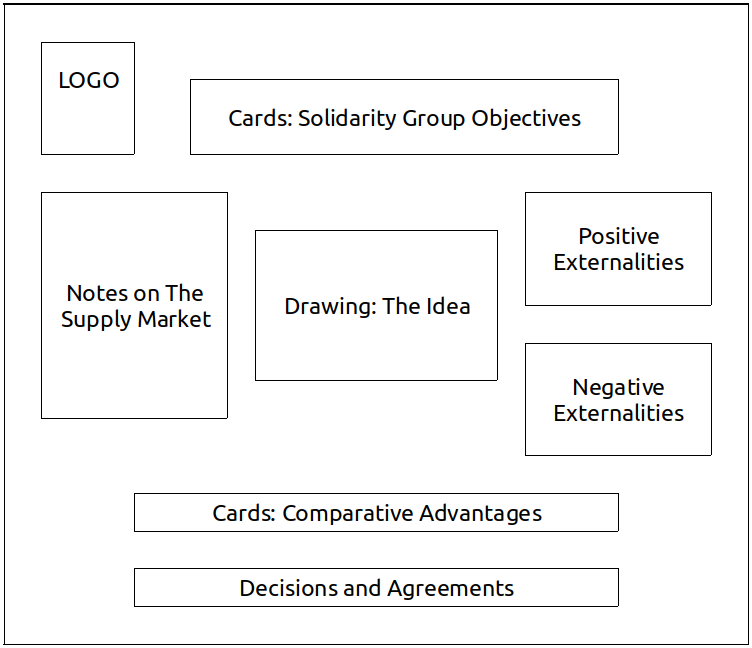 LOGO
Cards: Solidarity Group Objectives
Notes on The
Supply Market
Drawing: The Idea
Positive
Externalities
Negative
Externalities
Cards: Comparative Advantages
Decisions and Agreements